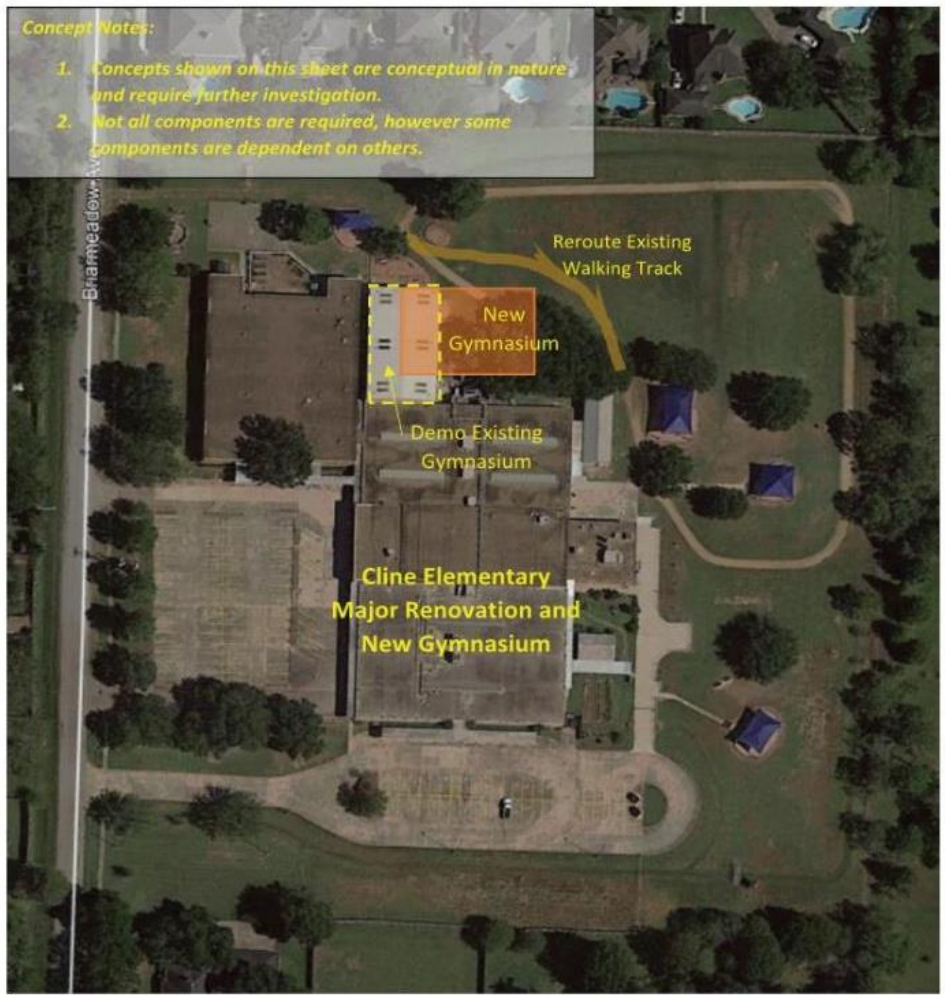 Concept Notes:
1. Concepts shown on this sheet are conceptual in nature
and require further investigation.
2. Not all components are required, however some
components are dependent on others.
Briarmeadow Ave
Reroute Existing
Walking Track
New
Gymnasium
Demo Existing
Gymnasium
Cline Elementary
Major Renovation and
New Gymnasium